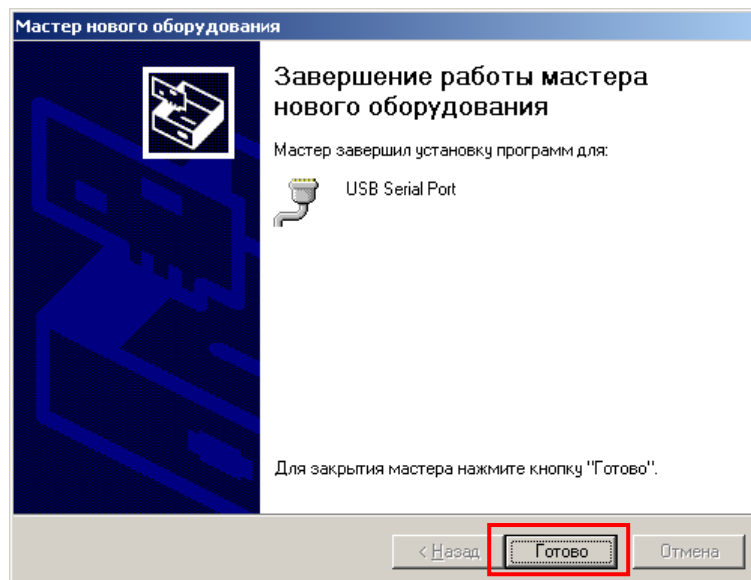 Мастер нового оборудования
Завершение работы мастера
нового оборудования
Мастер завершил установку программ для:
USB Serial Port
Для закрытия мастера нажмите кнопку "Готово".
< Назад
Готово
Отмена